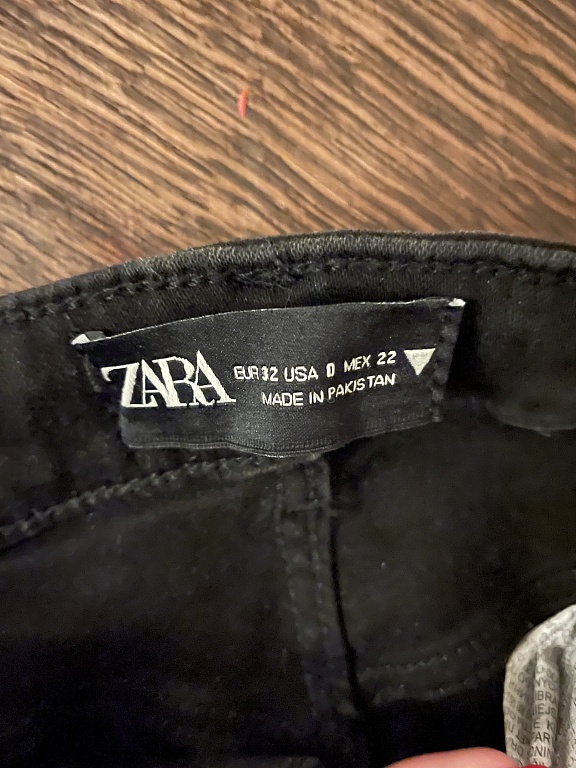 ZARA
EUR 32 USA 0 MEX 22
MADE IN PAKISTAN